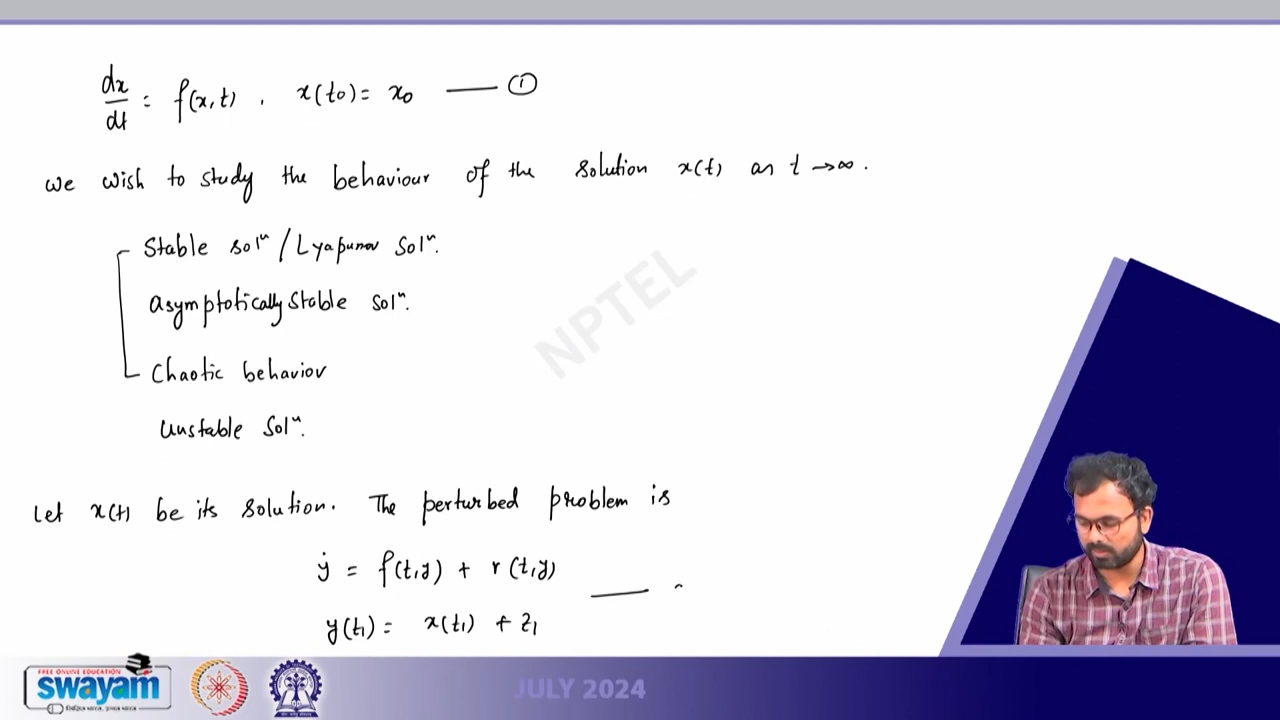 dx/dt = f(x,t) , x(t0) = x0 —— ①
we wish to study the behaviour of the solution x(t) as t→∞.
Stable solⁿ / Lyapunov Solⁿ.
Asymptotically Stable solⁿ.
Chaotic behavior
Unstable Solⁿ.
NPTEL
Let x(t) be its solution. The perturbed problem is
ẏ = f(t,y) + r(t,y)
y(t₁) = x(t₁) + z₁
FREE ONLINE EDUCATION
swayam
JULY 2024